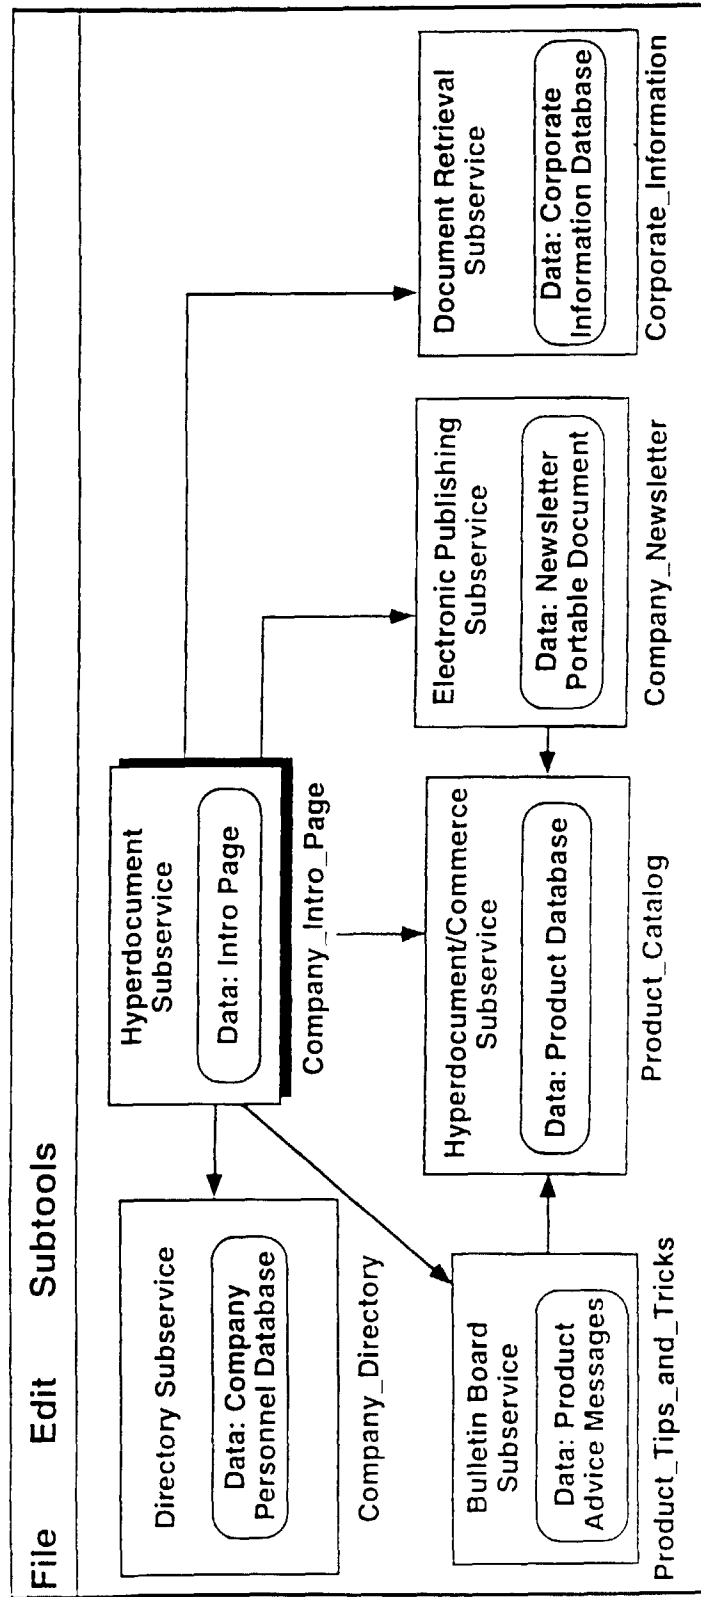 File Edit Subtools
Directory Subservice
Data: Company
Personnel Database
Company_Directory
Hyperdocument
Subservice
Data: Intro Page
Company_Intro_Page
Bulletin Board
Subservice
Data: Product
Advice Messages
Product_Tips_and_Tricks
Hyperdocument/Commerce
Subservice
Data: Product Database
Product_Catalog
Electronic Publishing
Subservice
Data: Newsletter
Portable Document
Company_Newsletter
Document Retrieval
Subservice
Data: Corporate
Information Database
Corporate_Information